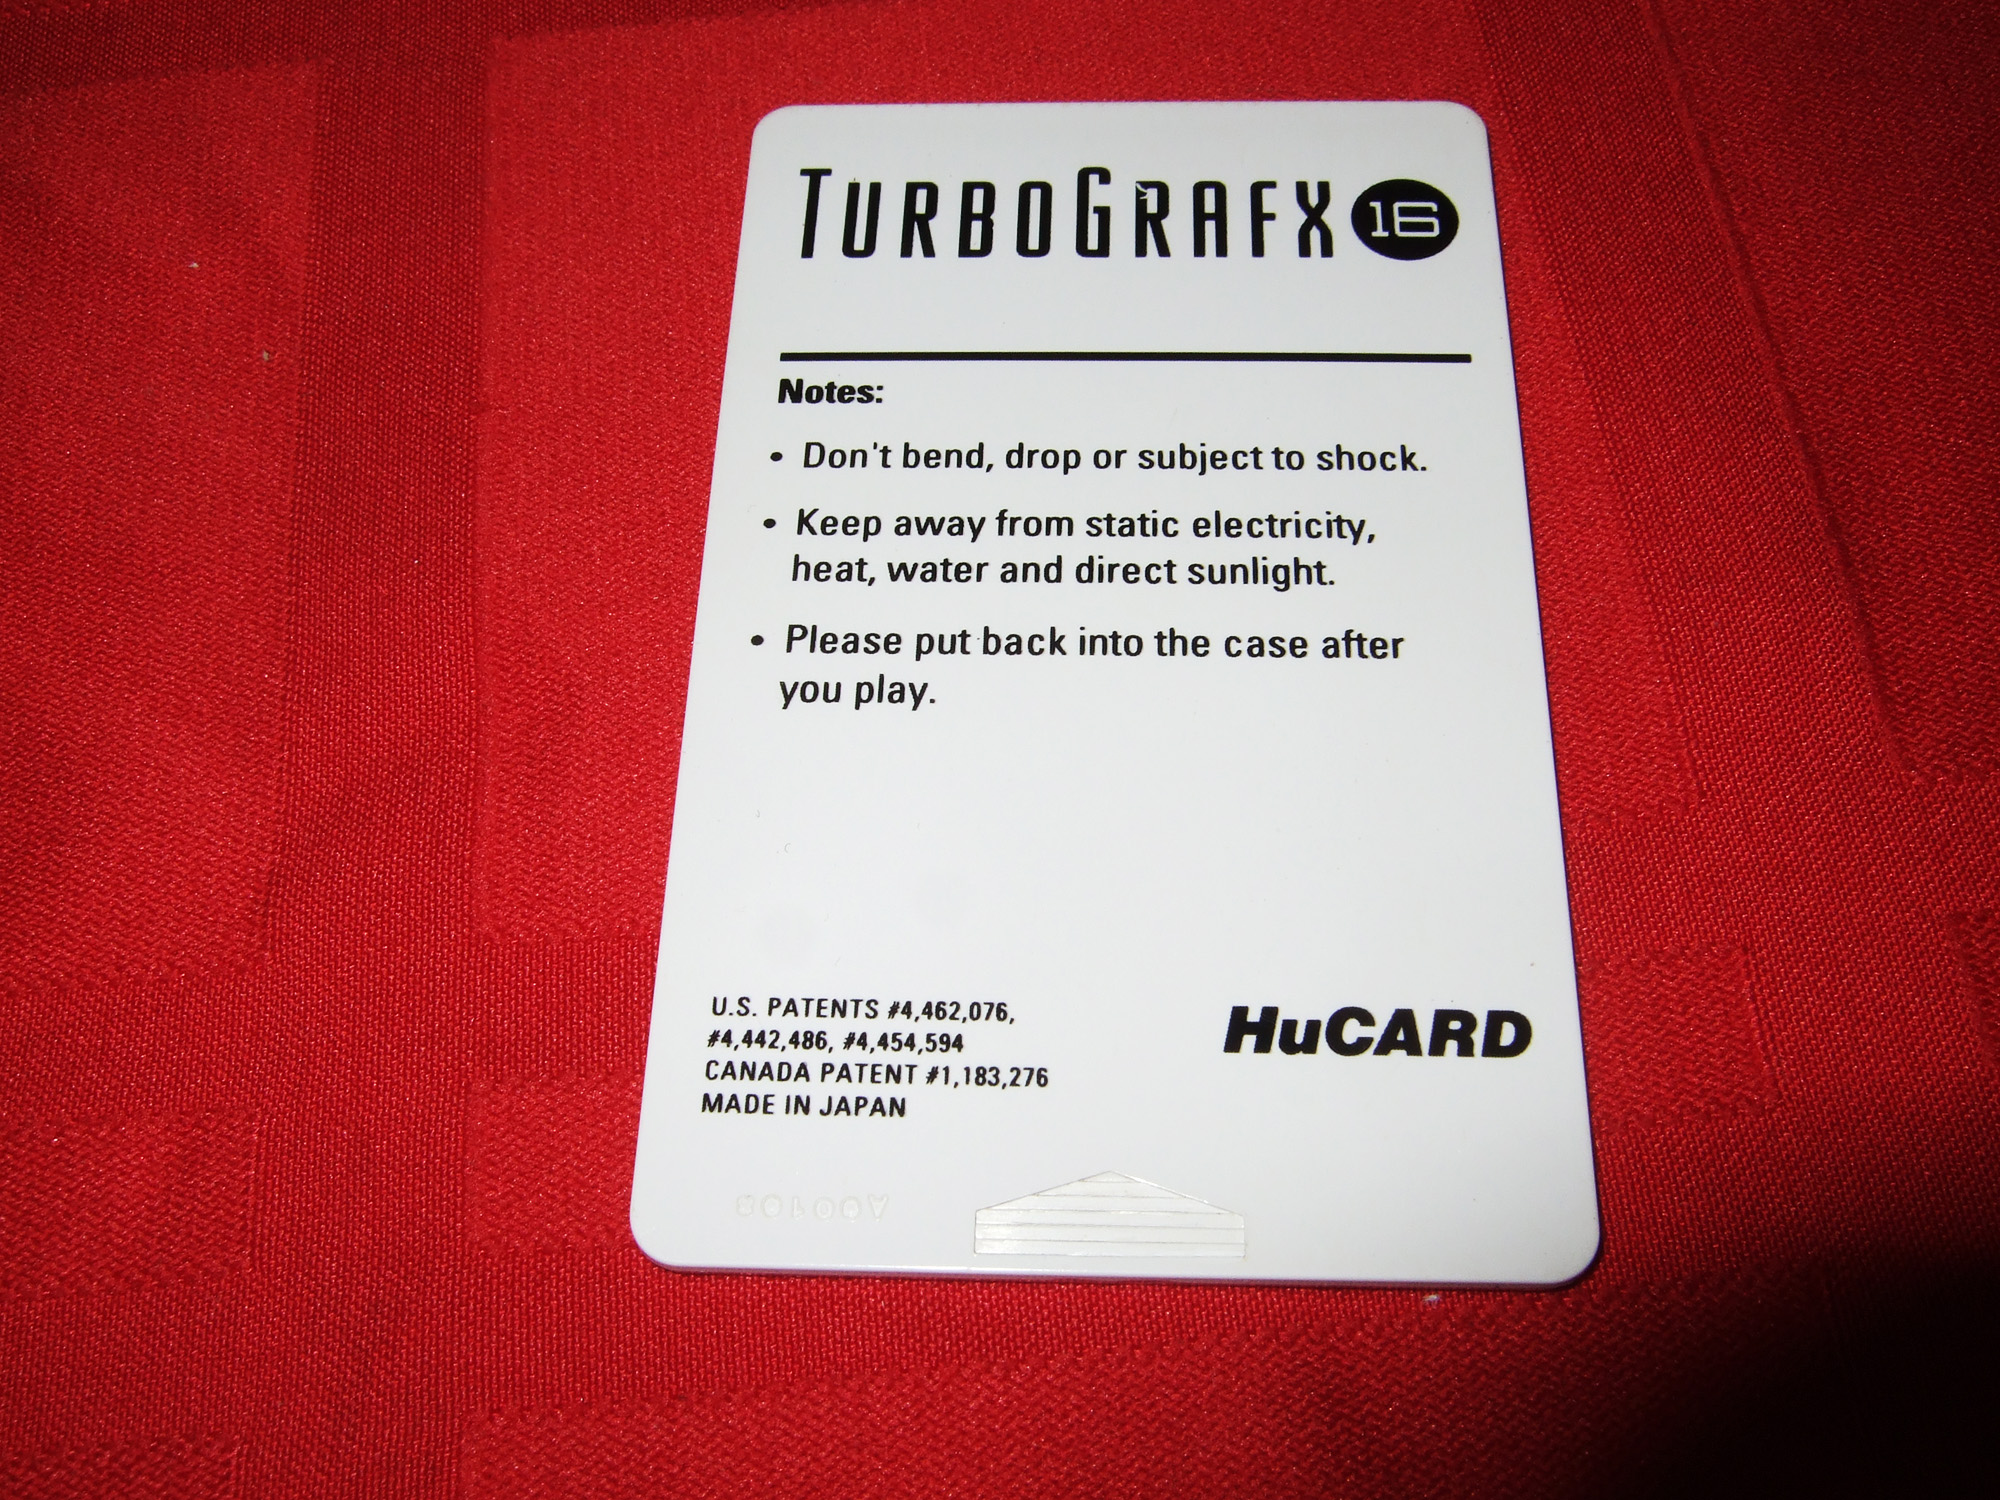 TURBOGRAFX 16
Notes:
• Don't bend, drop or subject to shock.
• Keep away from static electricity,
heat, water and direct sunlight.
• Please put back into the case after
you play.
U.S. PATENTS #4,462,076,
#4,442,486, #4,454,594
CANADA PATENT #1,183,276
MADE IN JAPAN
HuCARD